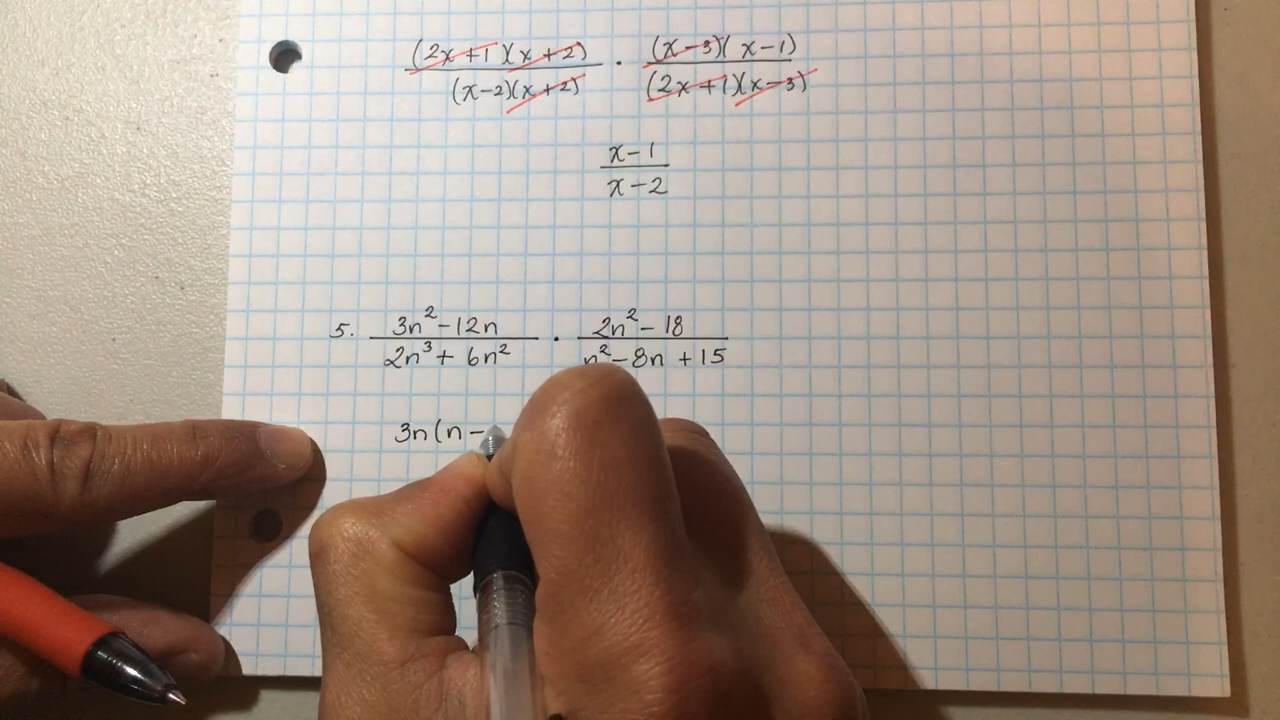 (2x+1)(x+2) · (x-3)(x-1)
(x-2)(x+2) (2x+1)(x-3)
x-1
x-2
5. 3n²-12n · 2n²-18
2n³+6n² n²-8n+15
3n(n-